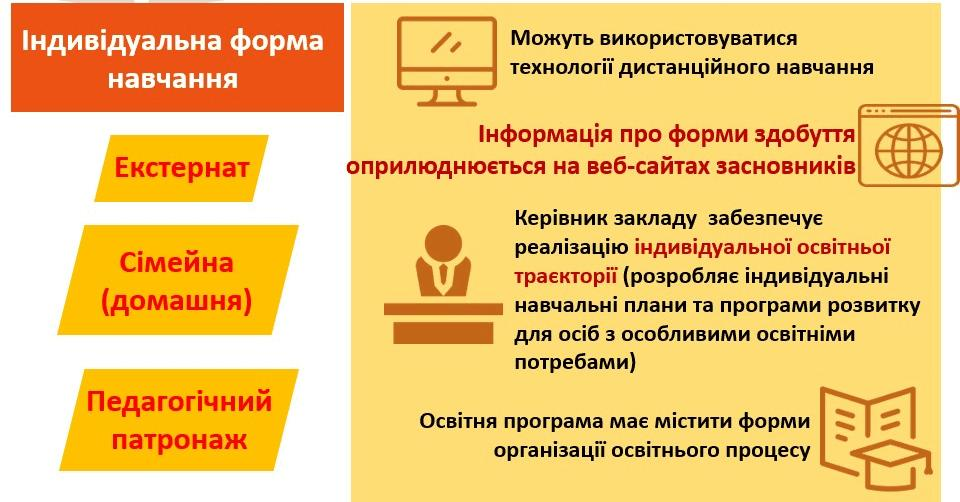 Індивідуальна форма
навчання
Екстернат
Сімейна
(домашня)
Педагогічний
патронаж
Можуть використовуватися
технології дистанційного навчання
Інформація про форми здобуття
оприлюднюється на веб-сайтах засновників
Керівник закладу забезпечує
реалізацію індивідуальної освітньої
траєкторії (розробляє індивідуальні
навчальні плани та програми розвитку
для осіб з особливими освітніми
потребами)
Освітня програма має містити форми
організації освітнього процесу